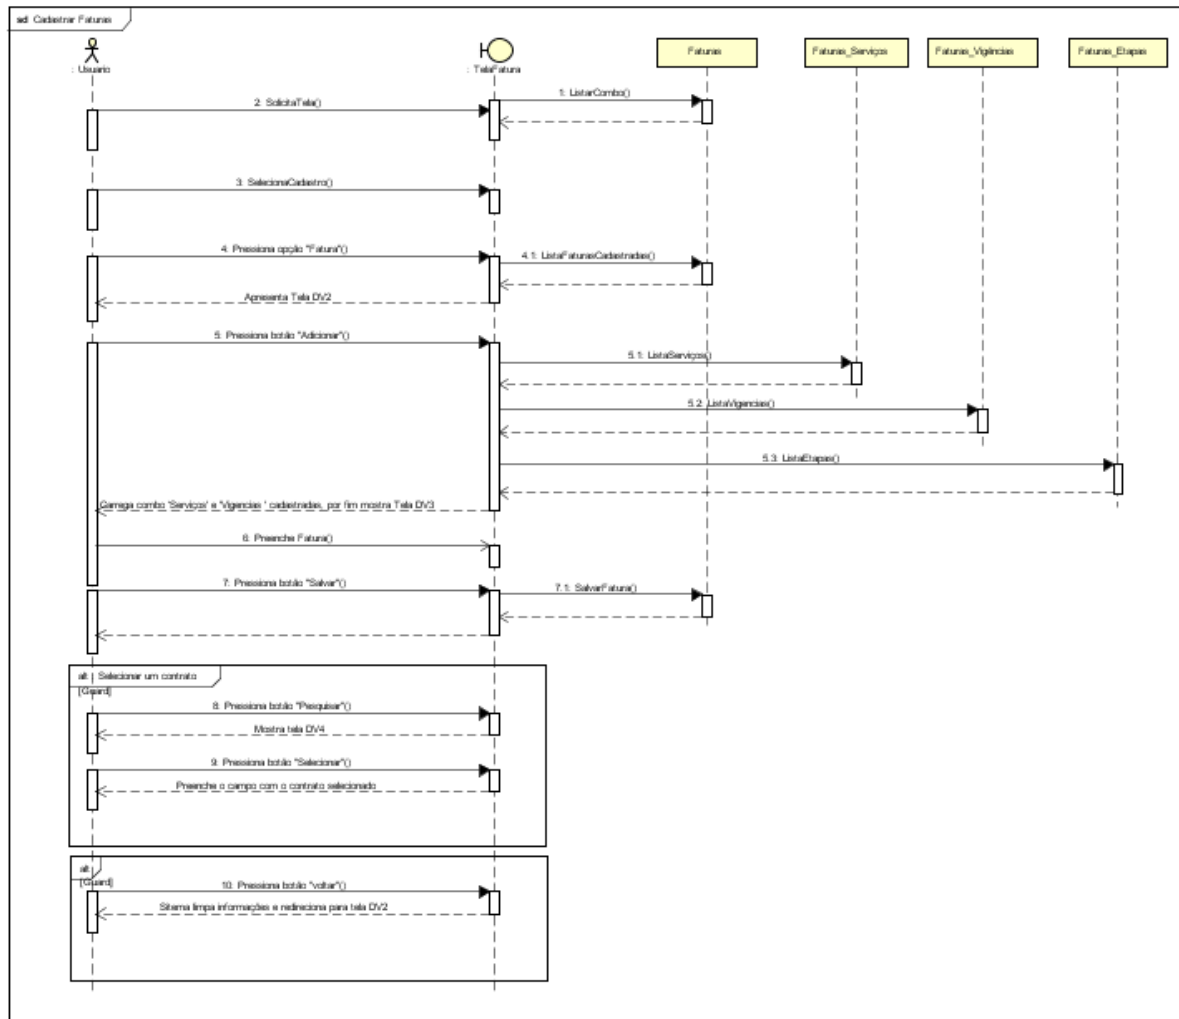 sd Cadastrar Faturas
: Usuario
: TelaFatura
Faturas
Faturas_Serviços
Faturas_Vigências
Faturas_Etapas
1: ListarCombo()
2: SolicitaTela()
3: SelecionaCadastro()
4: Pressiona opção "Fatura"()
4.1: ListaFaturasCadastradas()
Apresenta Tela DV2
5: Pressiona botão "Adicionar"()
5.1: ListaServiços()
5.2: ListaVigencias()
5.3: ListaEtapas()
Carrega combo 'Serviços' e 'Vigencias ' cadastradas, por fim mostra Tela DV3
6: Preenche Fatura()
7: Pressiona botão "Salvar"()
7.1: SalvarFatura()
alt : Selecionar um contrato
[Guard]
8: Pressiona botão "Pesquisar"()
Mostra tela DV4
9: Pressiona botão "Selecionar"()
Preenche o campo com o contrato selecionado
alt
[Guard]
10: Pressiona botão "voltar"()
Sitema limpa informações e redireciona para tela DV2